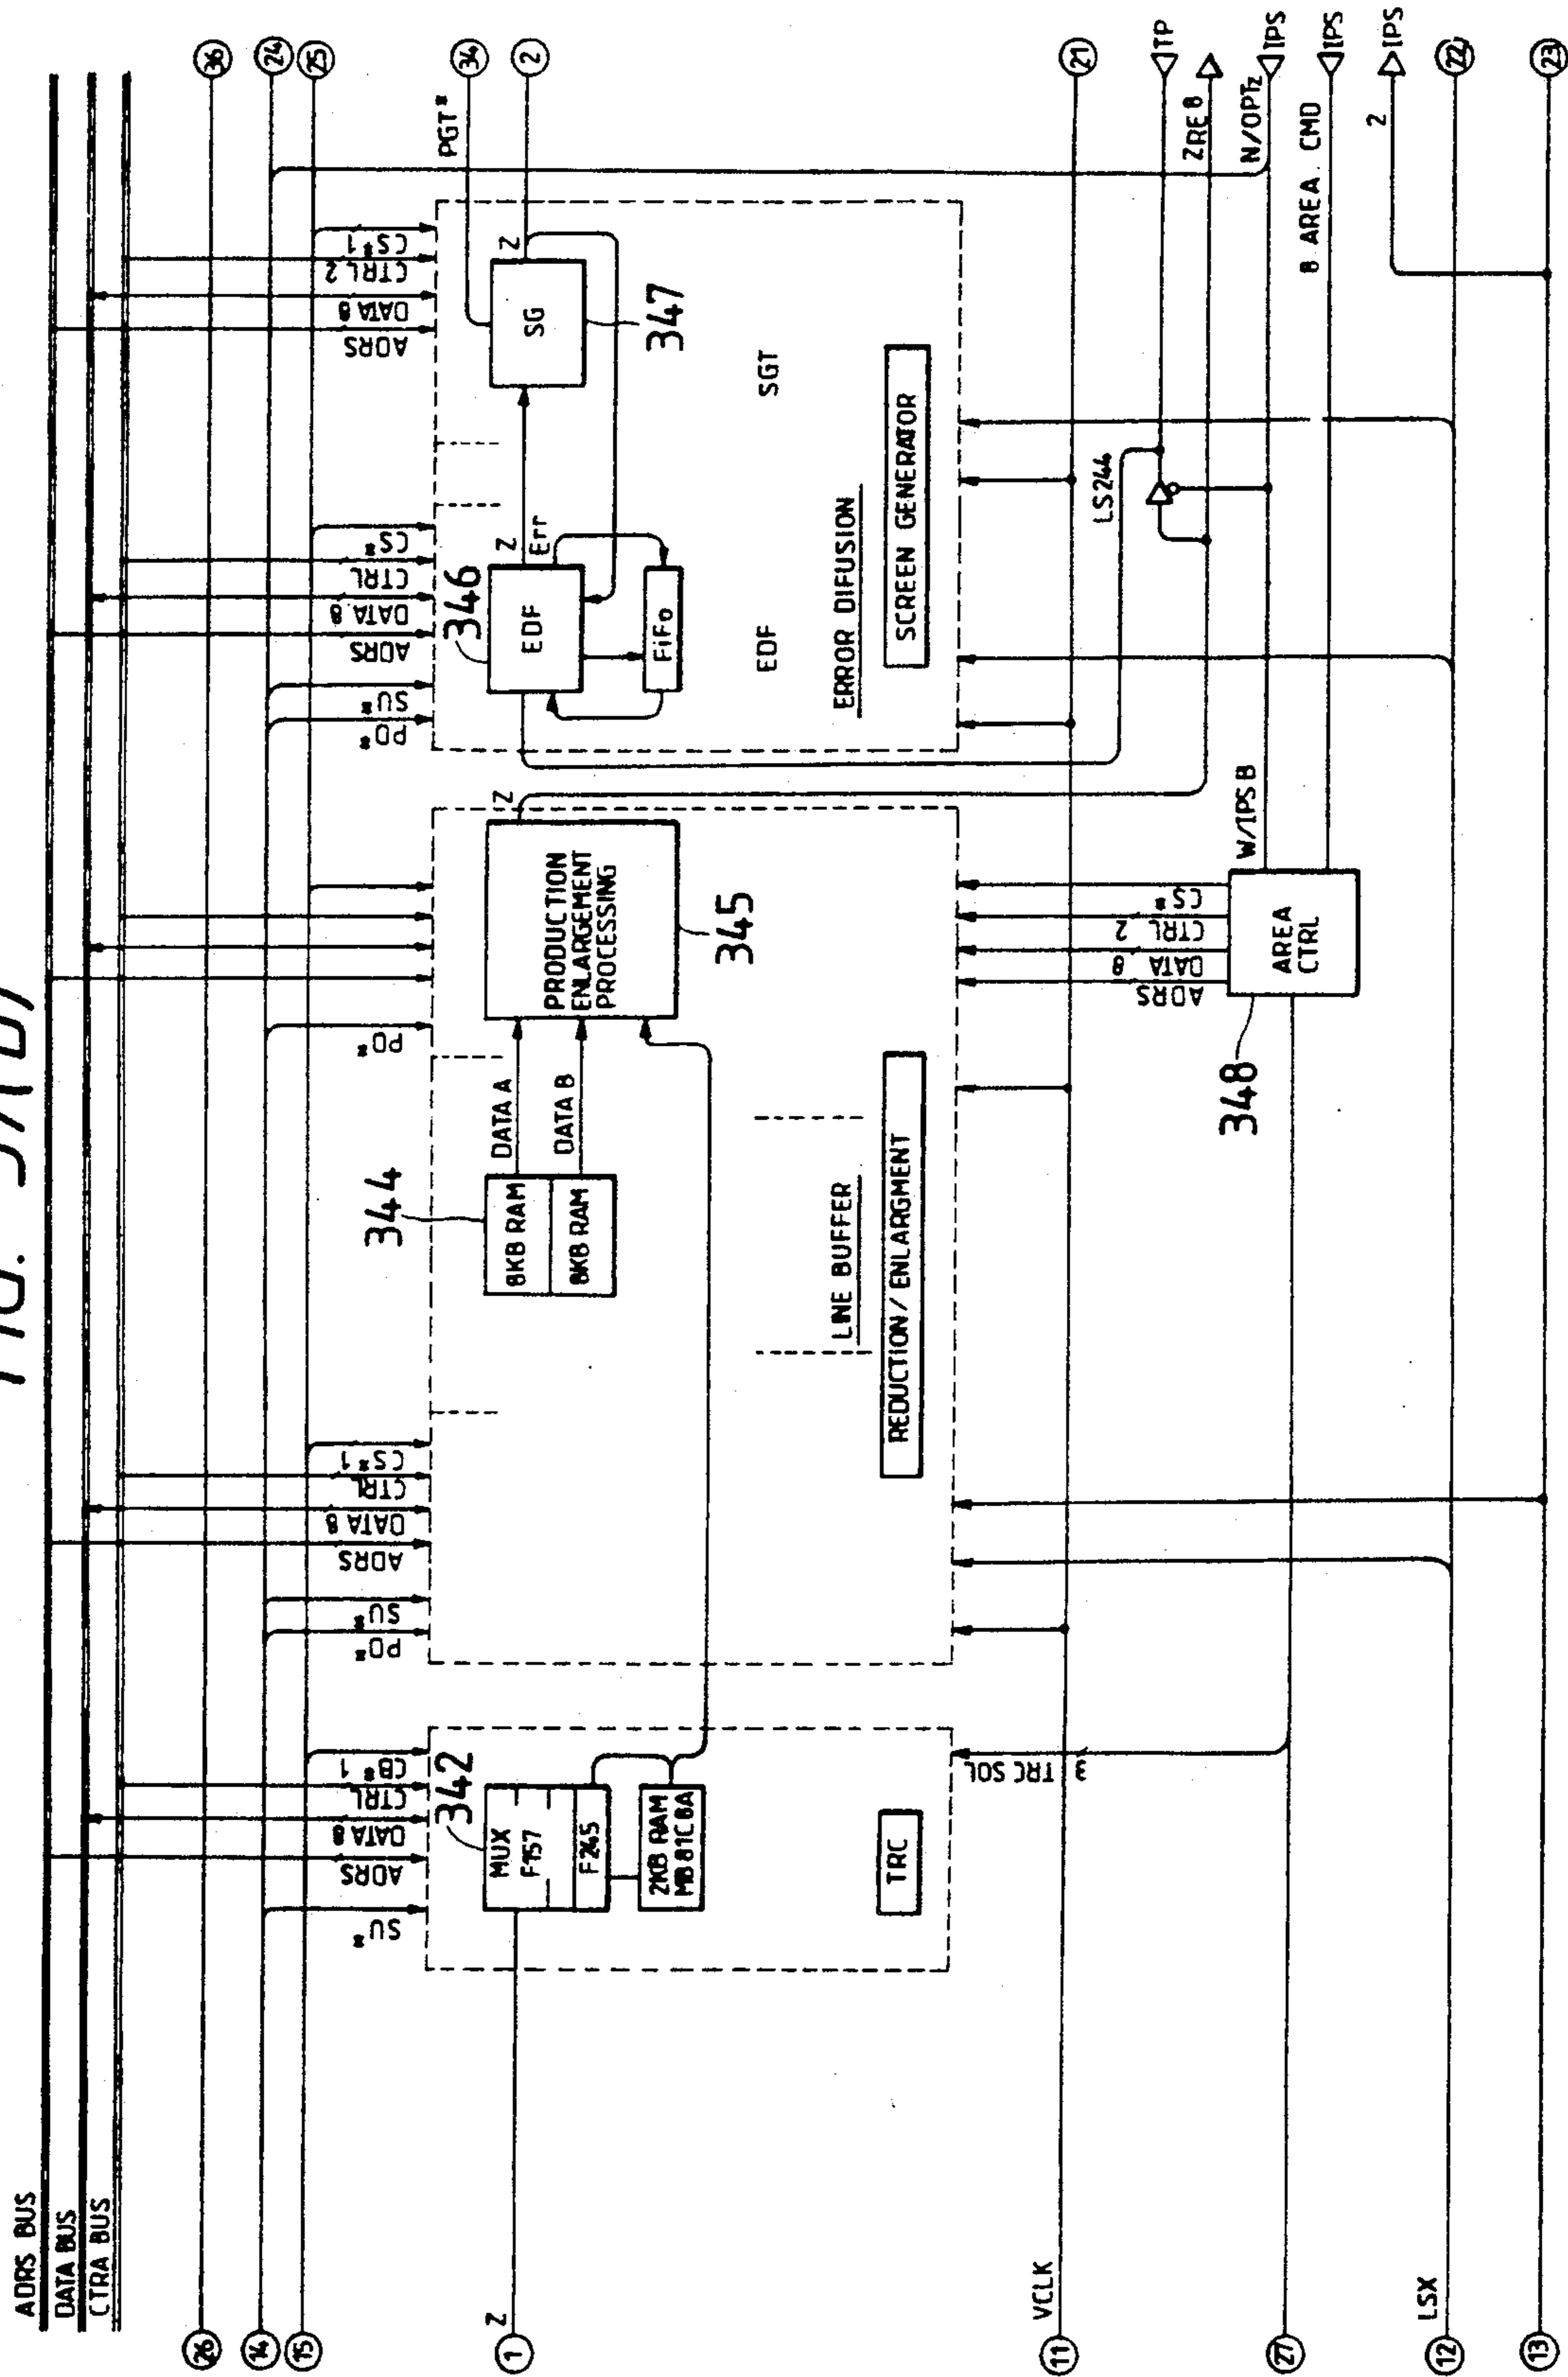 ADRS BUS
DATA BUS
CTRA BUS
26
14
15
1
Z
11
VCLK
27
12
LSX
13
SU*
ADRS
DATA 8
CTRL
CB*1
342
MUX
F157
F245
2KB RAM
MB81C8A
TRC
3 TRC SOL
PO*
SU*
ADRS
DATA 8
CTRL
CS*1
344
8KB RAM
8KB RAM
DATA A
DATA B
LINE BUFFER
REDUCTION / ENLARGMENT
PO*
PRODUCTION
ENLARGEMENT
PROCESSING
345
Z
ADRS
DATA 8
CTRL 2
CS*
AREA
CTRL
348
W/IPS B
PO*
SU*
ADRS
DATA 8
CTRL
CS*
346
EDF
Z
Err
FiFo
EDF
ERROR DIFUSION
SCREEN GENERATOR
ADRS
DATA 8
CTRL 2
CS*1
SG
Z
347
SGT
LS244
PGT*
36
24
25
34
2
21
TP
ZRE 8
N/OPTz
IPS
8 AREA. CMD
IPS
2
IPS
22
23